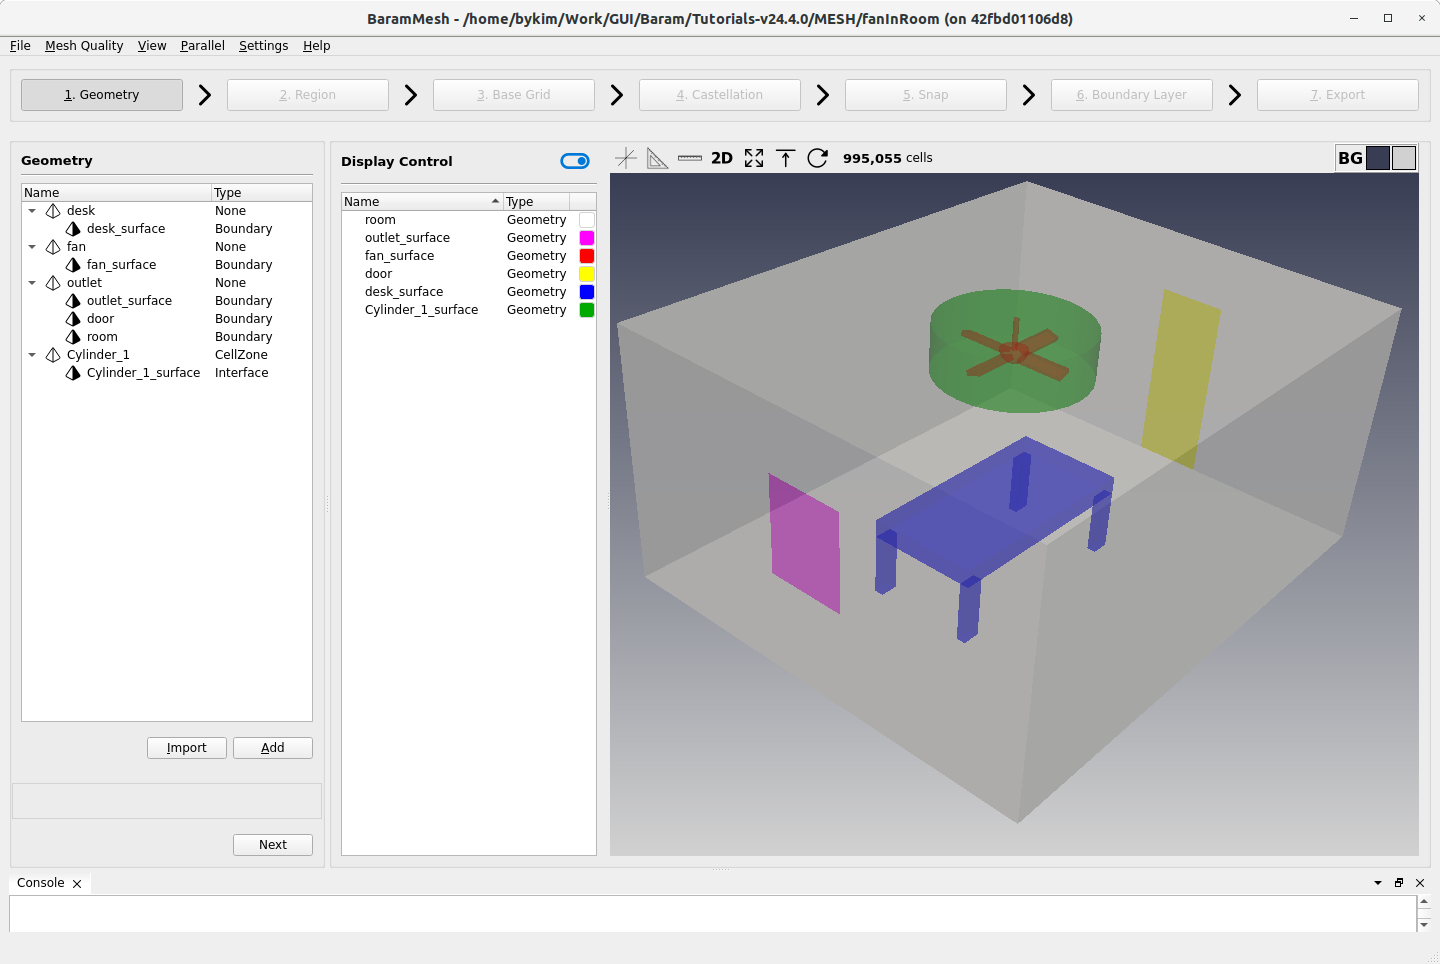 BaramMesh - /home/bykim/Work/GUI/Baram/Tutorials-v24.4.0/MESH/fanInRoom (on 42fbd01106d8)
File Mesh Quality View Parallel Settings Help
1. Geometry 2. Region 3. Base Grid 4. Castellation 5. Snap 6. Boundary Layer 7. Export
Geometry
Name Type
desk None
desk_surface Boundary
fan None
fan_surface Boundary
outlet None
outlet_surface Boundary
door Boundary
room Boundary
Cylinder_1 CellZone
Cylinder_1_surface Interface
Import Add
Next
Display Control
Name Type
room Geometry
outlet_surface Geometry
fan_surface Geometry
door Geometry
desk_surface Geometry
Cylinder_1_surface Geometry
2D 995,055 cells
BG
Console